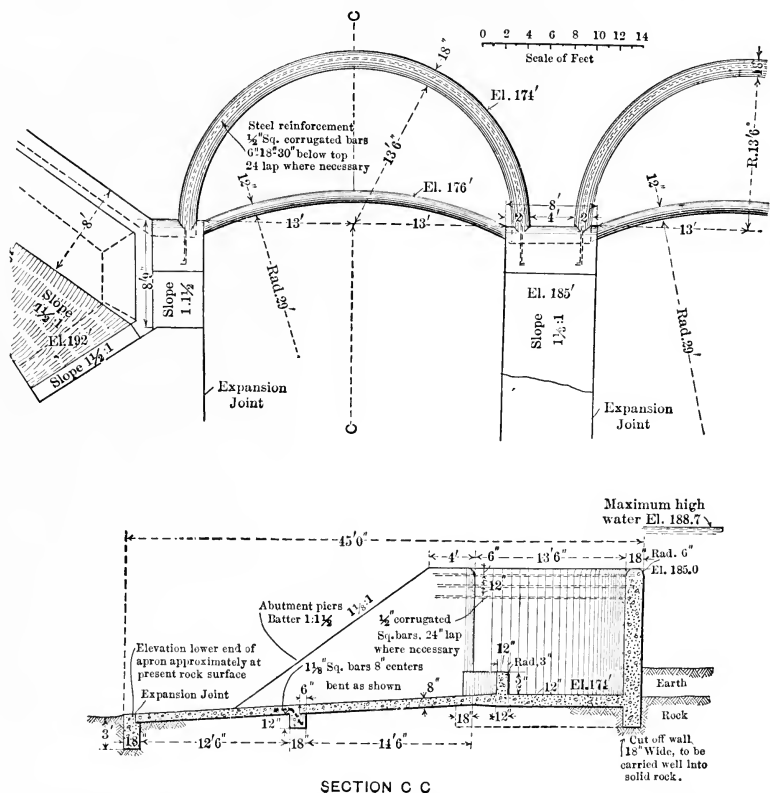 C
18"
0 2 4 6 8 10 12 14
Scale of Feet
El. 174'
18"
Steel reinforcement
½"Sq. corrugated bars
6"18"-30" below top
24 lap where necessary
13'6"
R.13'6"
12"
El. 176'
12"
8'
8'
2' 4' 2'
13' 13' 13'
8'0"
Rad.29'
Slope
1.1½
El. 185'
Slope
Rad.29'
Slope
1½:1
El.192'
Slope 1½:1
Expansion
Joint
Expansion
Joint
C
Maximum high
water El. 188.7
45'0"
4' 6" 13'6" 18"
Rad. 6"
El. 185.0
12"
Abutment piers
Batter 1:1½
1⅛:1
½" corrugated
Sq. bars, 24" lap
where necessary
Elevation lower end of
apron approximately at
present rock surface
1⅛" Sq. bars 8" centers
bent as shown
12"
Rad. 3"
Expansion Joint
6"
8"
12"
El. 174'
Earth
Rock
3'
12"
18" 12'6" 18" 14'6"
18" 12"
Cut off wall,
18" Wide, to be
carried well into
solid rock.
SECTION C C